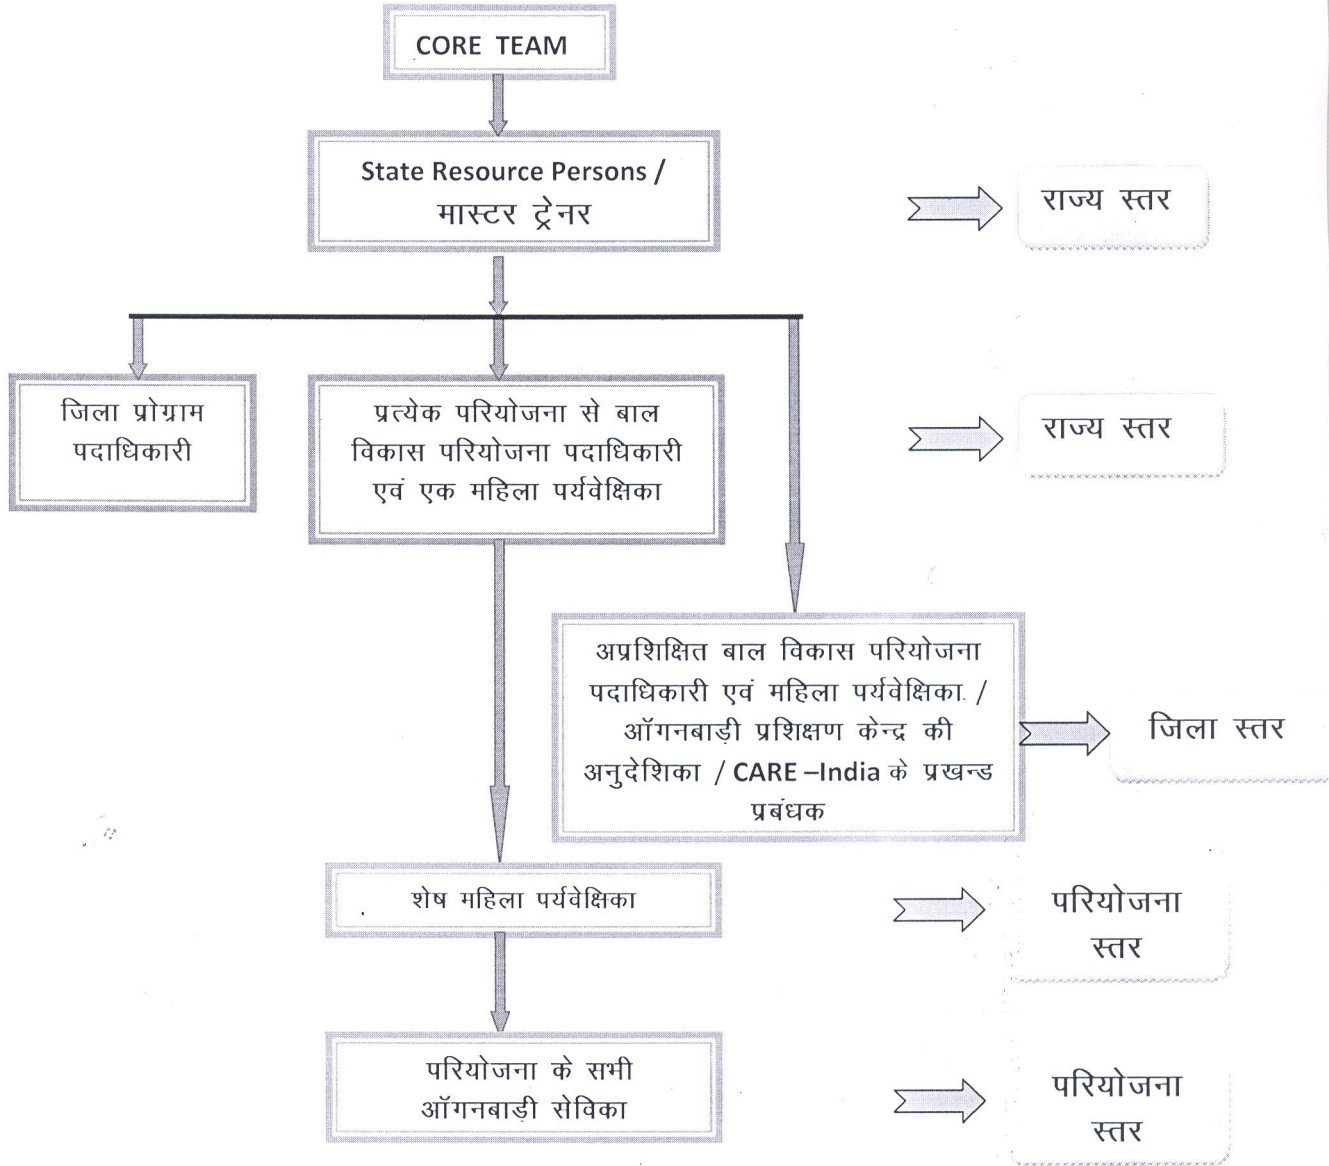 CORE TEAM
State Resource Persons /
मास्टर ट्रेनर
राज्य स्तर
जिला प्रोग्राम
पदाधिकारी
प्रत्येक परियोजना से बाल
विकास परियोजना पदाधिकारी
एवं एक महिला पर्यवेक्षिका
राज्य स्तर
अप्रशिक्षित बाल विकास परियोजना
पदाधिकारी एवं महिला पर्यवेक्षिका /
ऑगनबाड़ी प्रशिक्षण केन्द्र की
अनुदेशिका / CARE –India के प्रखन्ड
प्रबंधक
जिला स्तर
शेष महिला पर्यवेक्षिका
परियोजना
स्तर
परियोजना के सभी
ऑगनबाड़ी सेविका
परियोजना
स्तर